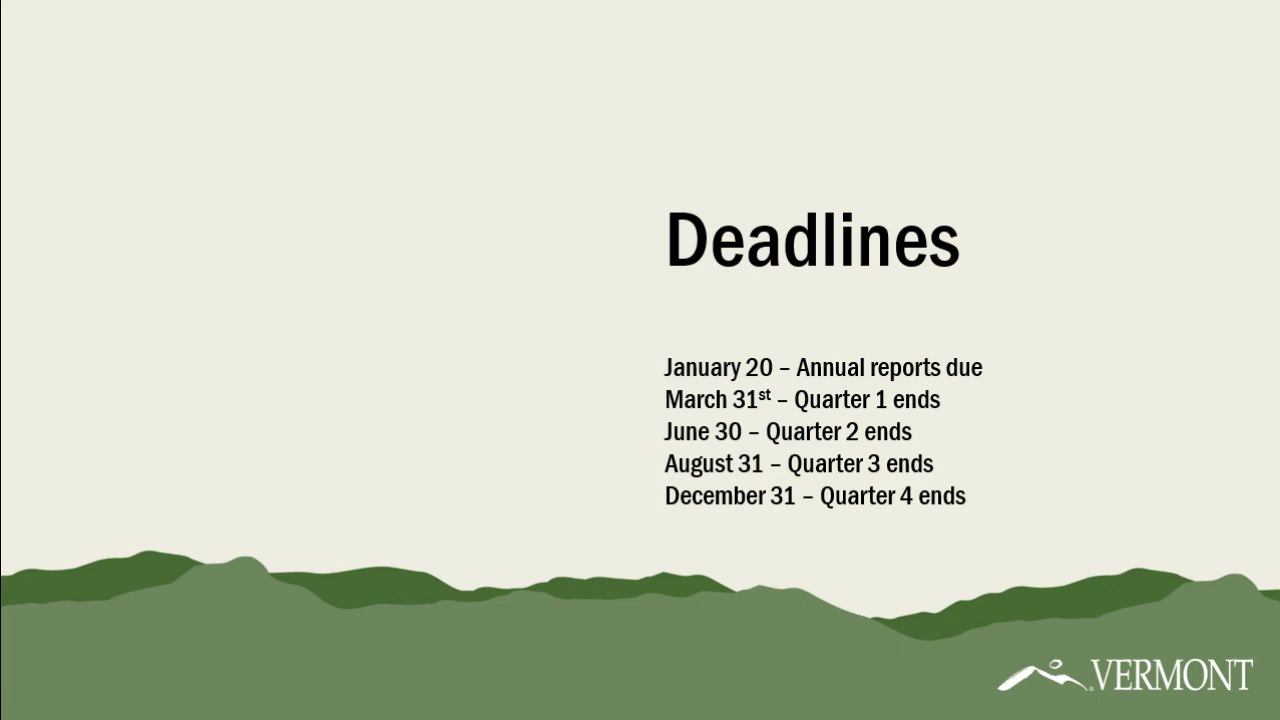 Deadlines
January 20 – Annual reports due
March 31st – Quarter 1 ends
June 30 – Quarter 2 ends
August 31 – Quarter 3 ends
December 31 – Quarter 4 ends
VERMONT